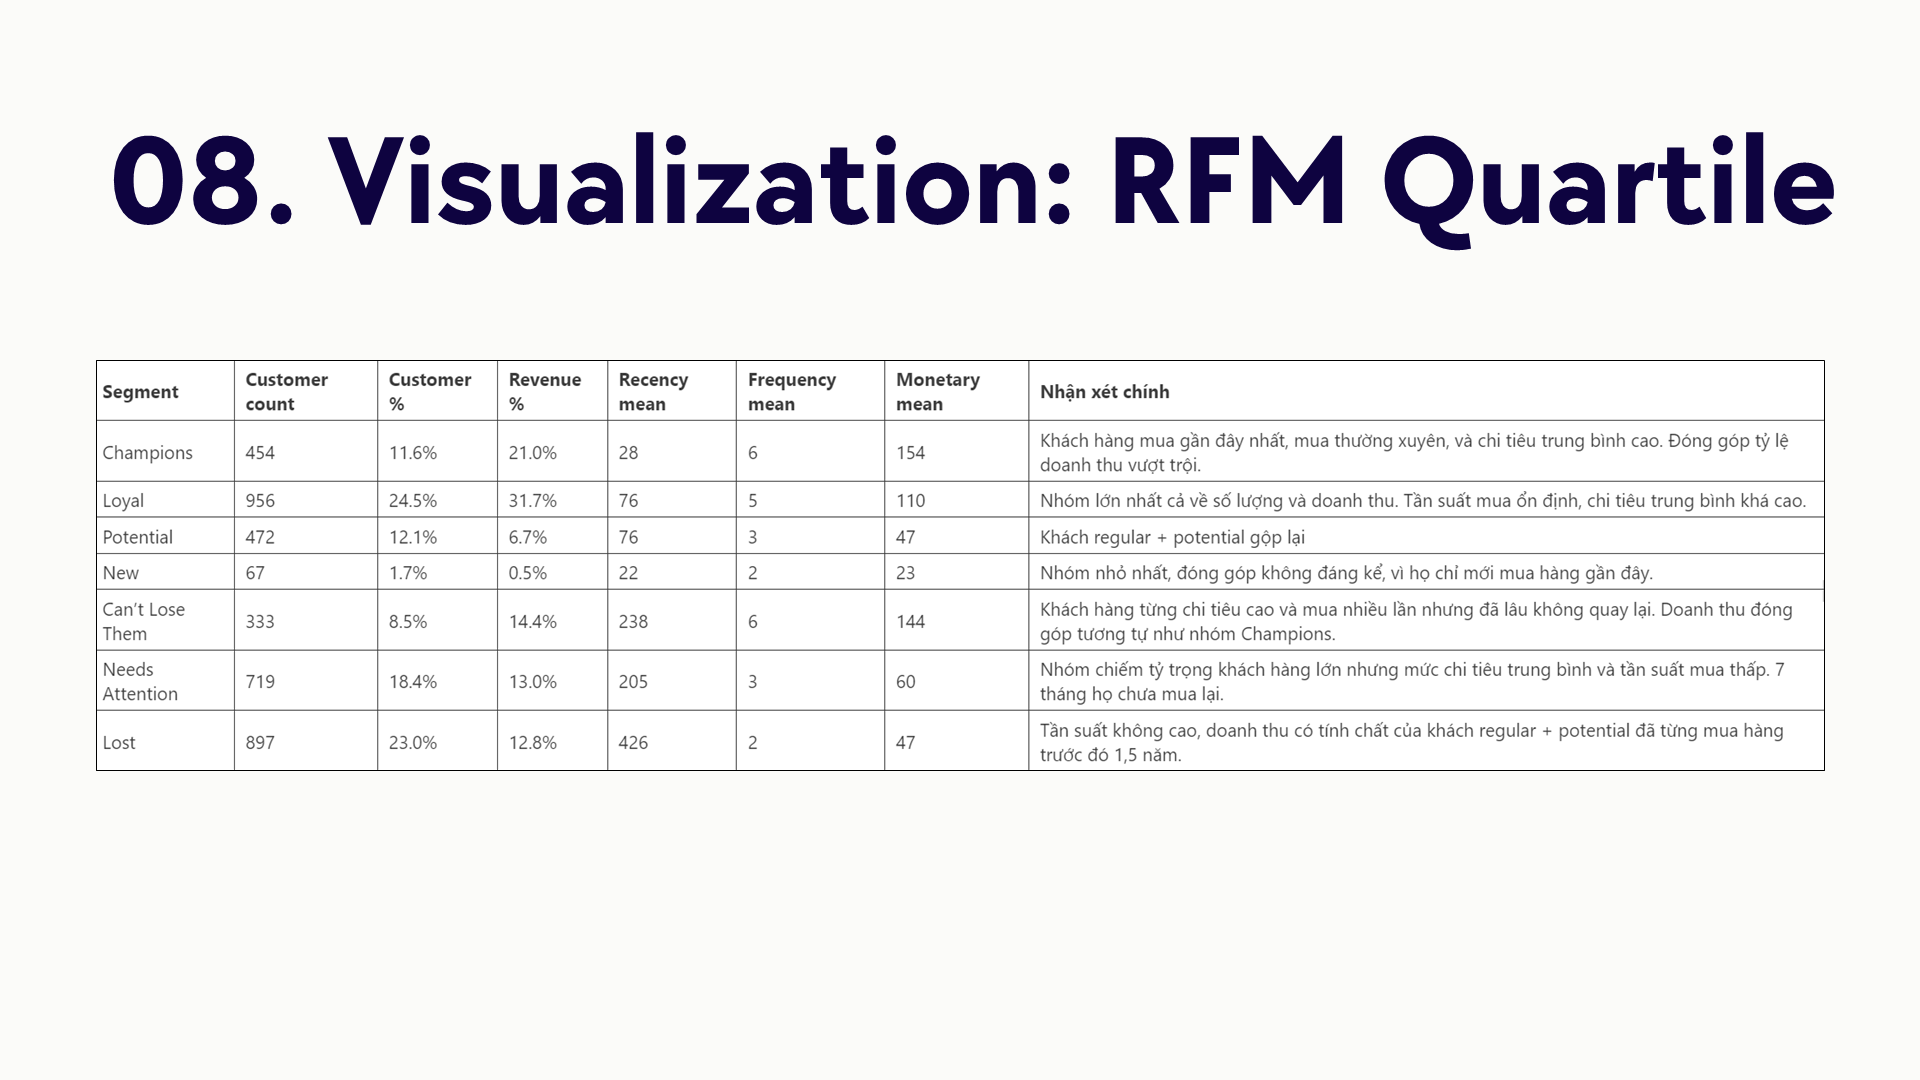 08. Visualization: RFM Quartile
Segment
Customer
count
Customer
%
Revenue
%
Recency
mean
Frequency
mean
Monetary
mean
Nhận xét chính
Champions
454
11.6%
21.0%
28
6
154
Khách hàng mua gần đây nhất, mua thường xuyên, và chi tiêu trung bình cao. Đóng góp tỷ lệ
doanh thu vượt trội.
Loyal
956
24.5%
31.7%
76
5
110
Nhóm lớn nhất cả về số lượng và doanh thu. Tần suất mua ổn định, chi tiêu trung bình khá cao.
Potential
472
12.1%
6.7%
76
3
47
Khách regular + potential gộp lại
New
67
1.7%
0.5%
22
2
23
Nhóm nhỏ nhất, đóng góp không đáng kể, vì họ chỉ mới mua hàng gần đây.
Can’t Lose
Them
333
8.5%
14.4%
238
6
144
Khách hàng từng chi tiêu cao và mua nhiều lần nhưng đã lâu không quay lại. Doanh thu đóng
góp tương tự như nhóm Champions.
Needs
Attention
719
18.4%
13.0%
205
3
60
Nhóm chiếm tỷ trọng khách hàng lớn nhưng mức chi tiêu trung bình và tần suất mua thấp. 7
tháng họ chưa mua lại.
Lost
897
23.0%
12.8%
426
2
47
Tần suất không cao, doanh thu có tính chất của khách regular + potential đã từng mua hàng
trước đó 1,5 năm.